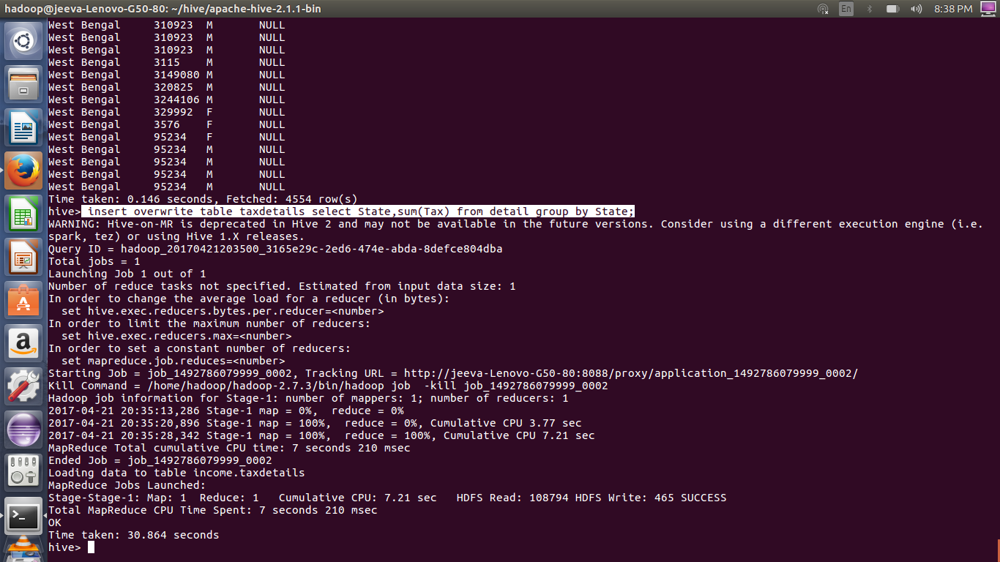 hadoop@jeeva-Lenovo-G50-80: ~/hive/apache-hive-2.1.1-bin
En
8:38 PM
West Bengal 310923 M NULL
West Bengal 310923 M NULL
West Bengal 310923 M NULL
West Bengal 3115 M NULL
West Bengal 3149080 M NULL
West Bengal 320825 M NULL
West Bengal 3244106 M NULL
West Bengal 329992 F NULL
West Bengal 3576 F NULL
West Bengal 95234 F NULL
West Bengal 95234 M NULL
West Bengal 95234 M NULL
West Bengal 95234 M NULL
West Bengal 95234 M NULL
Time taken: 0.146 seconds, Fetched: 4554 row(s)
hive> insert overwrite table taxdetails select State,sum(Tax) from detail group by State;
WARNING: Hive-on-MR is deprecated in Hive 2 and may not be available in the future versions. Consider using a different execution engine (i.e.
spark, tez) or using Hive 1.X releases.
Query ID = hadoop_20170421203500_3165e29c-2ed6-474e-abda-8defce804dba
Total jobs = 1
Launching Job 1 out of 1
Number of reduce tasks not specified. Estimated from input data size: 1
In order to change the average load for a reducer (in bytes):
  set hive.exec.reducers.bytes.per.reducer=<number>
In order to limit the maximum number of reducers:
  set hive.exec.reducers.max=<number>
In order to set a constant number of reducers:
  set mapreduce.job.reduces=<number>
Starting Job = job_1492786079999_0002, Tracking URL = http://jeeva-Lenovo-G50-80:8088/proxy/application_1492786079999_0002/
Kill Command = /home/hadoop/hadoop-2.7.3/bin/hadoop job  -kill job_1492786079999_0002
Hadoop job information for Stage-1: number of mappers: 1; number of reducers: 1
2017-04-21 20:35:13,286 Stage-1 map = 0%,  reduce = 0%
2017-04-21 20:35:20,896 Stage-1 map = 100%,  reduce = 0%, Cumulative CPU 3.77 sec
2017-04-21 20:35:28,342 Stage-1 map = 100%,  reduce = 100%, Cumulative CPU 7.21 sec
MapReduce Total cumulative CPU time: 7 seconds 210 msec
Ended Job = job_1492786079999_0002
Loading data to table income.taxdetails
MapReduce Jobs Launched:
Stage-Stage-1: Map: 1  Reduce: 1   Cumulative CPU: 7.21 sec   HDFS Read: 108794 HDFS Write: 465 SUCCESS
Total MapReduce CPU Time Spent: 7 seconds 210 msec
OK
Time taken: 30.864 seconds
hive>